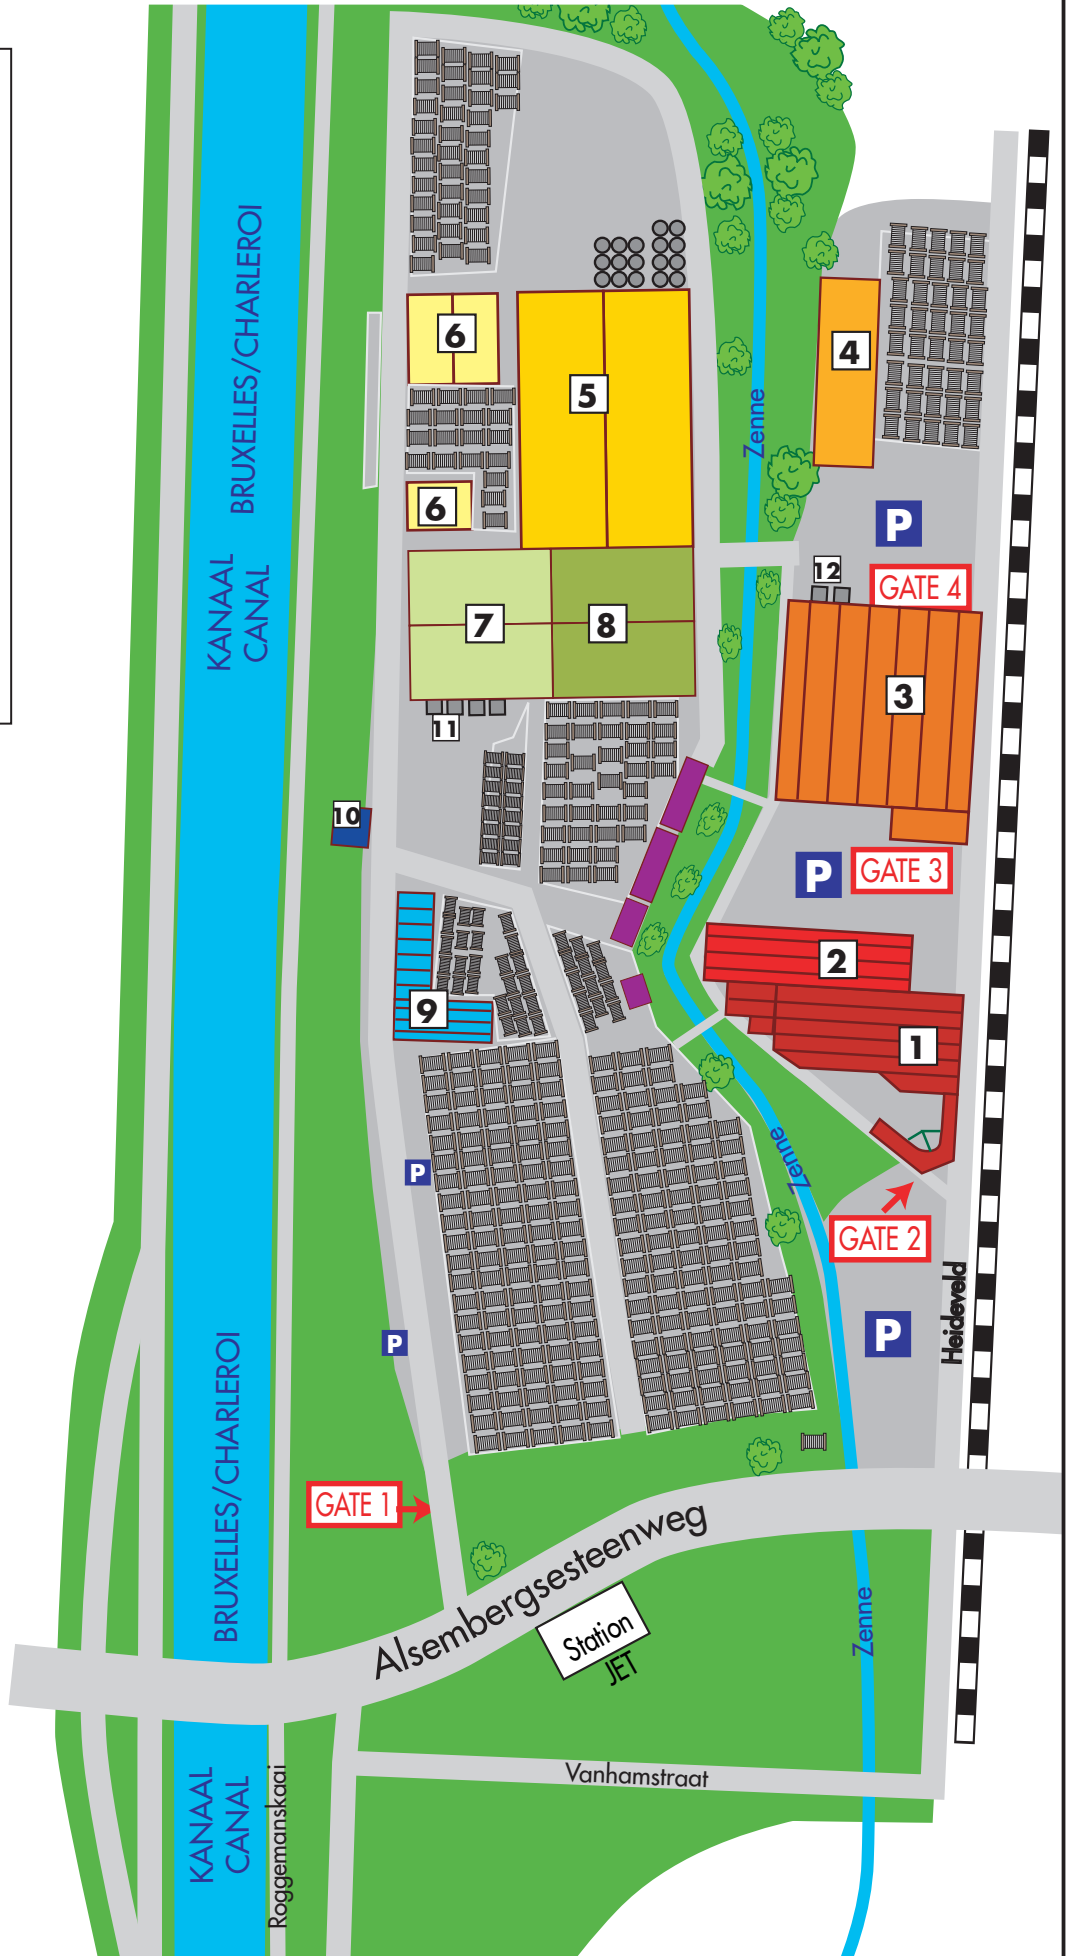 BRUXELLES/CHARLEROI
KANAAL
CANAL
6
5
4
Zenne
6
P
12
GATE 4
7
8
3
11
10
P
GATE 3
2
9
1
P
Zenne
GATE 2
P
Heideveld
P
BRUXELLES/CHARLEROI
GATE 1
Alsembergsesteenweg
Station
JET
Zenne
Vanhamstraat
KANAAL
CANAL
Roggemanskaai